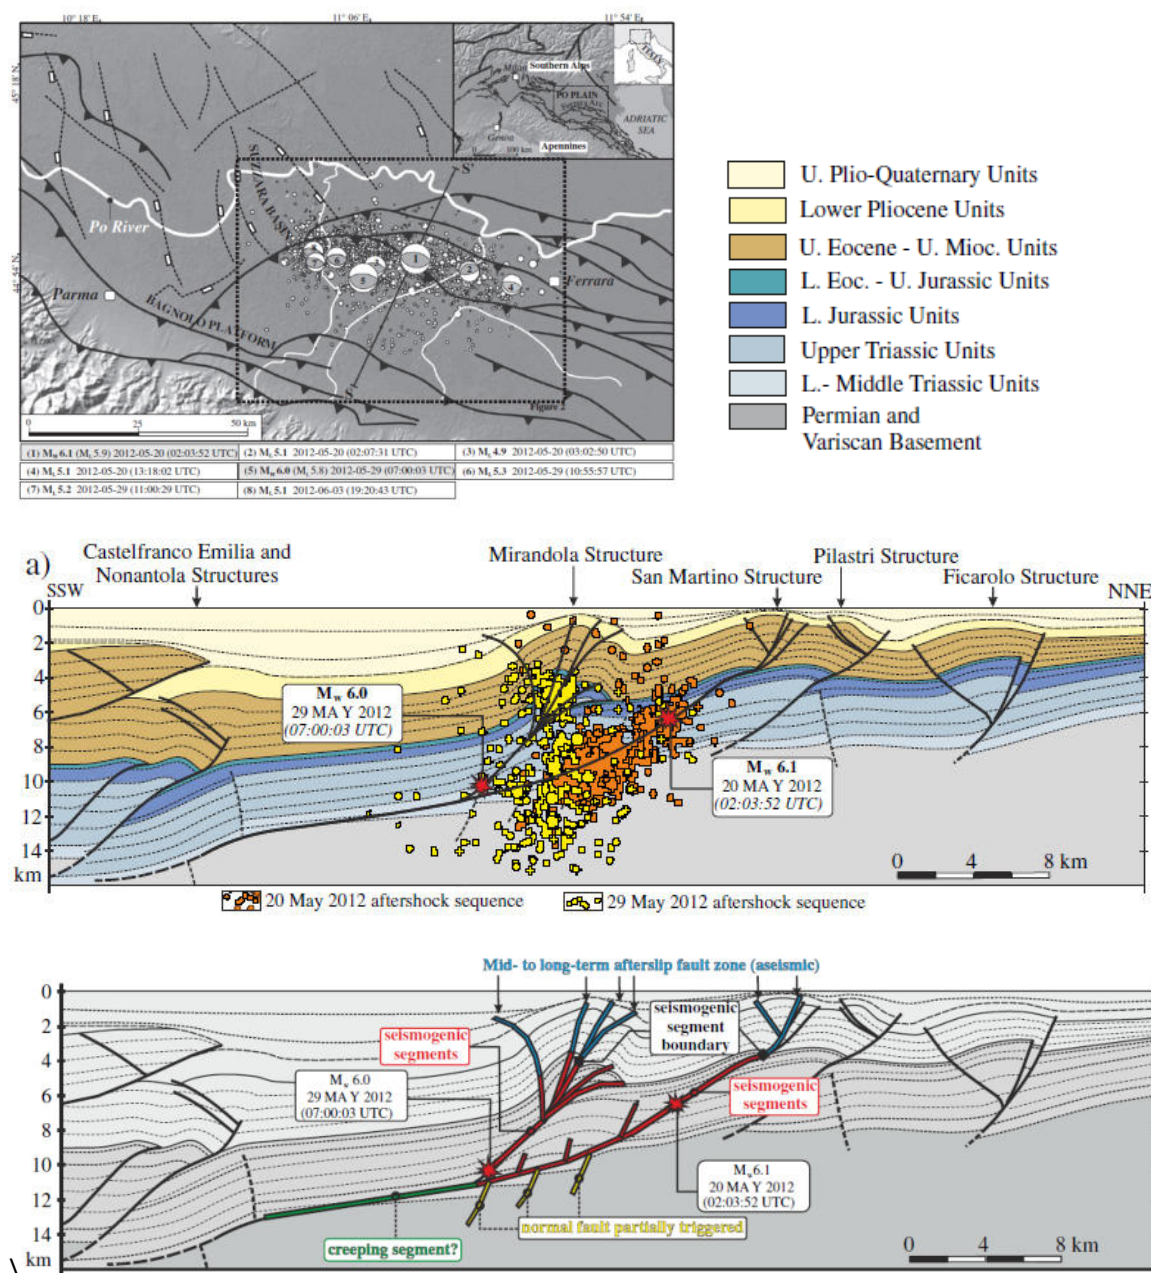 10° 18' E
11° 06' E
11° 54' E
45° 18' N
44° 54' N
Milan
Southern Alps
ITALY
PO PLAIN
Ferrara Arc
ADRIATIC
SEA
Genoa
Apennines
0 100 km
SUZZARA BASIN
S'
Po River
Parma
BAGNOLO PLATFORM
Ferrara
1
2
4
5
6
7
8
S
Figure 2
0 25 50 km
(1) Mw 6.1 (ML 5.9) 2012-05-20 (02:03:52 UTC)
(2) ML 5.1 2012-05-20 (02:07:31 UTC)
(3) ML 4.9 2012-05-20 (03:02:50 UTC)
(4) ML 5.1 2012-05-20 (13:18:02 UTC)
(5) Mw 6.0 (ML 5.8) 2012-05-29 (07:00:03 UTC)
(6) ML 5.3 2012-05-29 (10:55:57 UTC)
(7) ML 5.2 2012-05-29 (11:00:29 UTC)
(8) ML 5.1 2012-06-03 (19:20:43 UTC)
U. Plio-Quaternary Units
Lower Pliocene Units
U. Eocene - U. Mioc. Units
L. Eoc. - U. Jurassic Units
L. Jurassic Units
Upper Triassic Units
L.- Middle Triassic Units
Permian and
Variscan Basement
a)
Castelfranco Emilia and
Nonantola Structures
Mirandola Structure
San Martino Structure
Pilastri Structure
Ficarolo Structure
SSW
NNE
0
2
4
6
8
10
12
14
km
Mw 6.0
29 MAY 2012
(07:00:03 UTC)
Mw 6.1
20 MAY 2012
(02:03:52 UTC)
0 4 8 km
20 May 2012 aftershock sequence
29 May 2012 aftershock sequence
Mid- to long-term afterslip fault zone (aseismic)
0
2
4
6
8
10
12
14
km
seismogenic
segments
seismogenic
segment
boundary
Mw 6.0
29 MAY 2012
(07:00:03 UTC)
seismogenic
segments
Mw 6.1
20 MAY 2012
(02:03:52 UTC)
normal fault partially triggered
creeping segment?
0 4 8 km
\